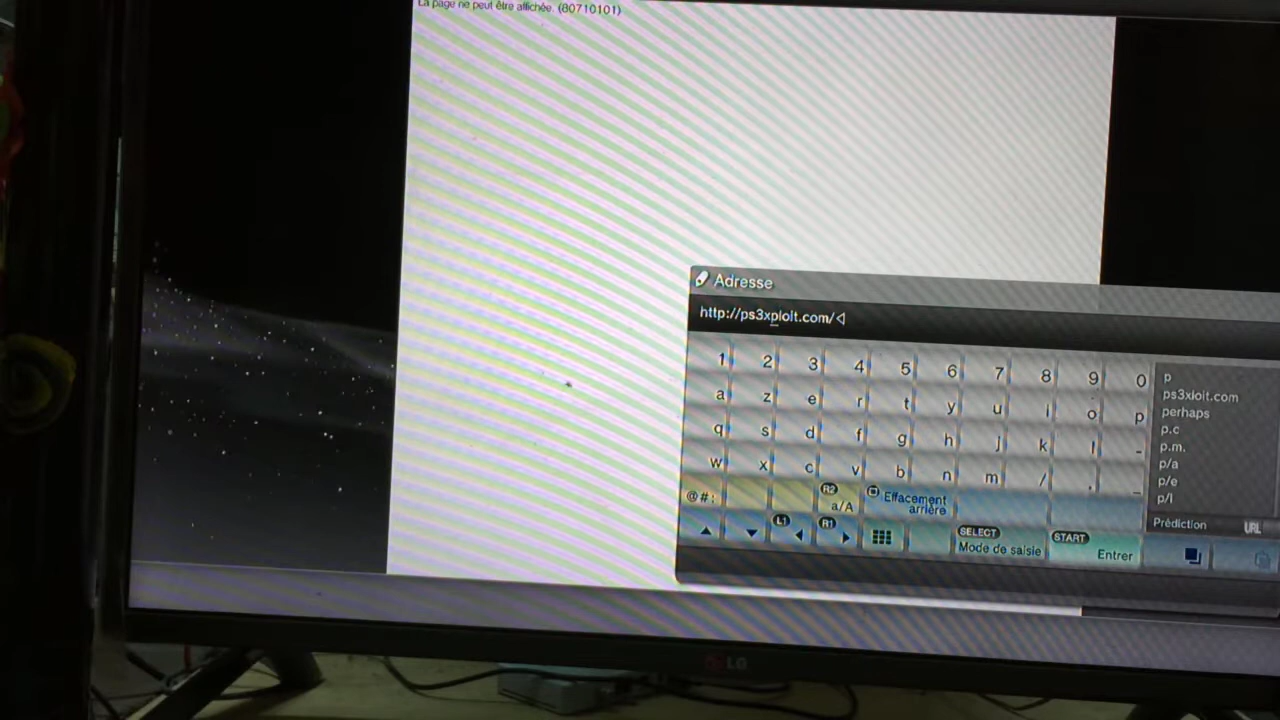 La page ne peut être affichée. (80710101)
Adresse
http://ps3xploit.com/
1 2 3 4 5 6 7 8 9 0
a z e r t y u i o p
q s d f g h j k l -
w x c v b n m / . _
@#: R2 a/A Effacement arrière
L1 R1 SELECT Mode de saisie START Entrer
p
ps3xloit.com
perhaps
p.c
p.m.
p/a
p/e
p/l
Prédiction URL
LG